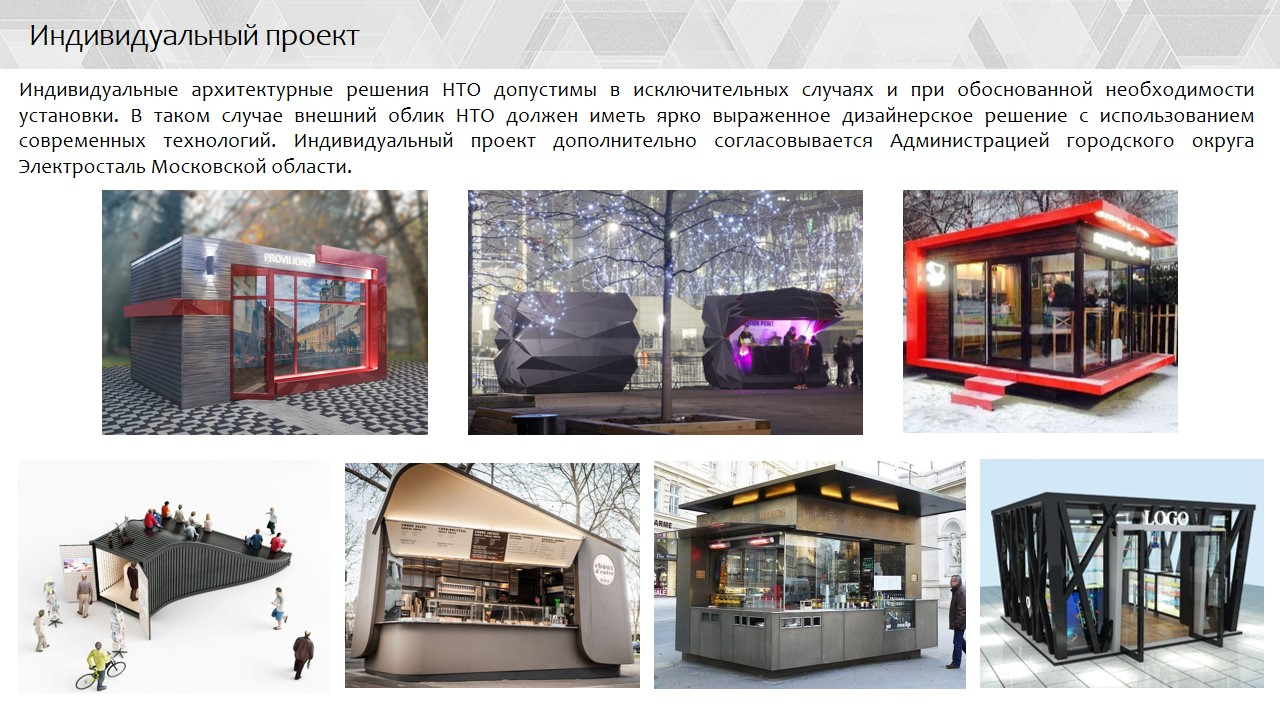 Индивидуальный проект
Индивидуальные архитектурные решения НТО допустимы в исключительных случаях и при обоснованной необходимости
установки. В таком случае внешний облик НТО должен иметь ярко выраженное дизайнерское решение с использованием
современных технологий. Индивидуальный проект дополнительно согласовывается Администрацией городского округа
Электросталь Московской области.
PROVILIONS
POINT
LOGO